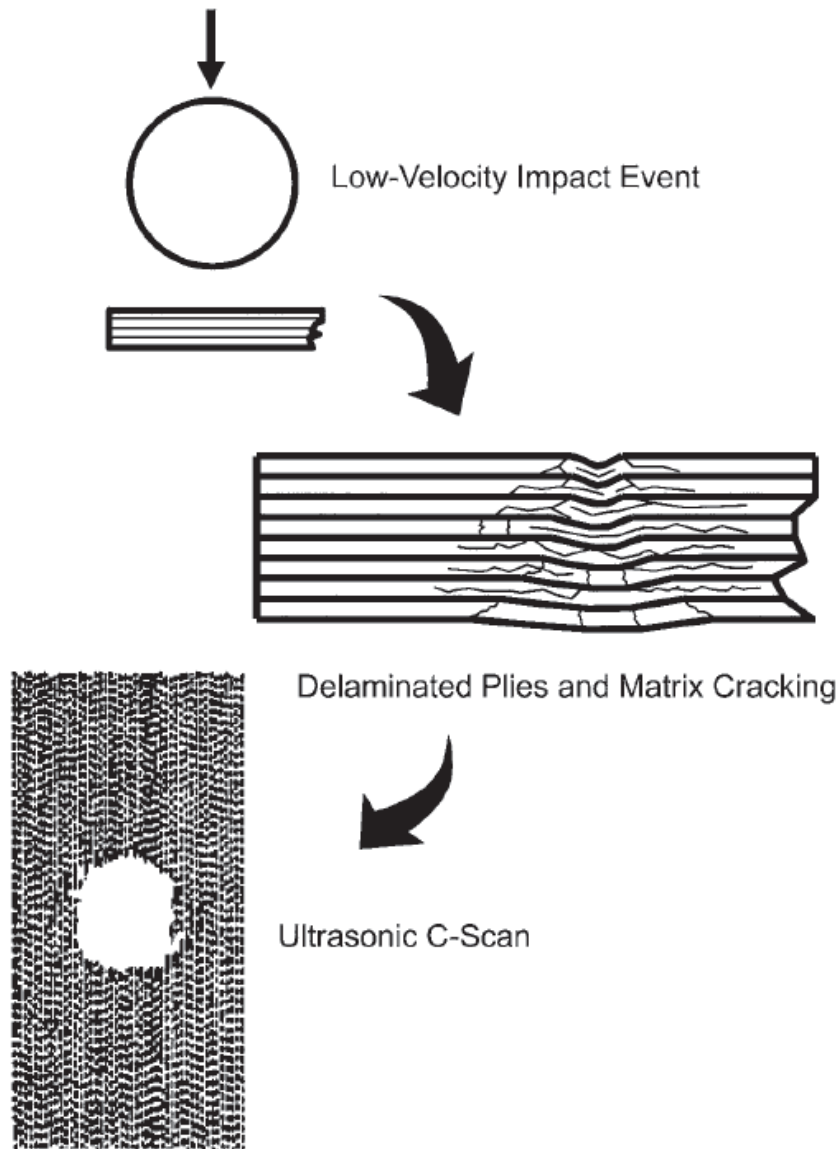 Low-Velocity Impact Event
Delaminated Plies and Matrix Cracking
Ultrasonic C-Scan